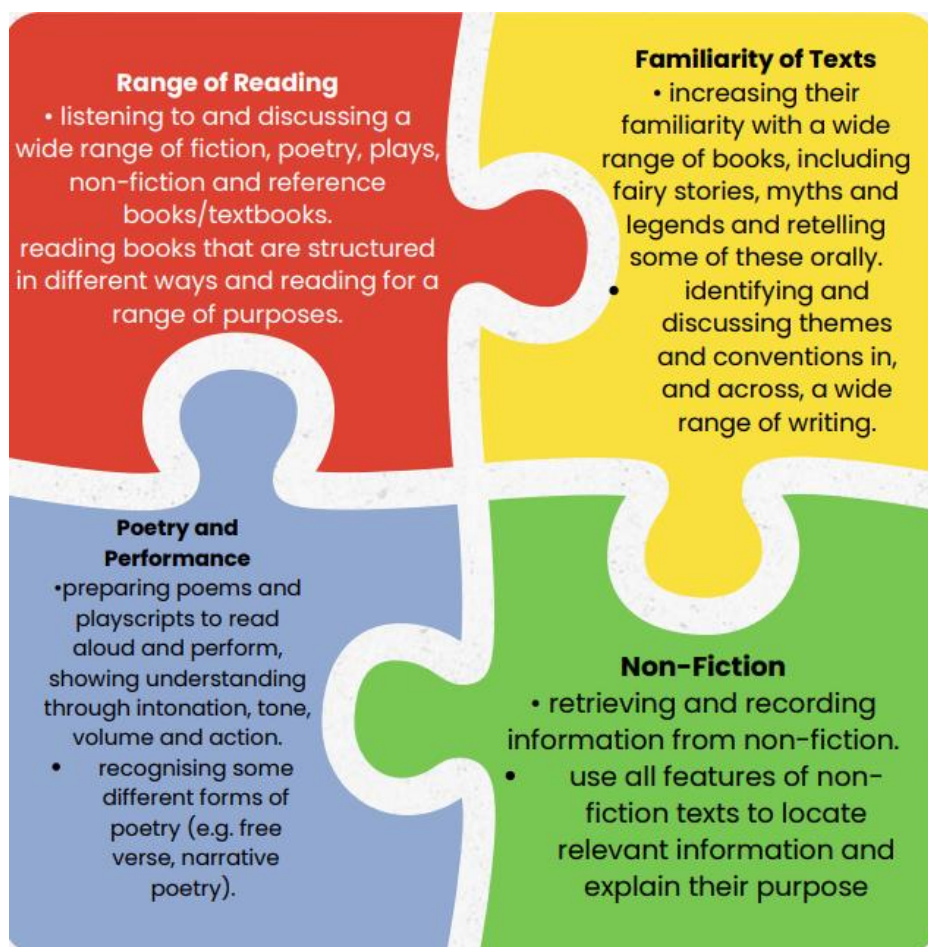 Range of Reading
• listening to and discussing a
wide range of fiction, poetry, plays,
non-fiction and reference
books/textbooks.
reading books that are structured
in different ways and reading for a
range of purposes.
Familiarity of Texts
• increasing their
familiarity with a wide
range of books, including
fairy stories, myths and
legends and retelling
some of these orally.
• identifying and
discussing themes
and conventions in,
and across, a wide
range of writing.
Poetry and
Performance
•preparing poems and
playscripts to read
aloud and perform,
showing understanding
through intonation, tone,
volume and action.
• recognising some
different forms of
poetry (e.g. free
verse, narrative
poetry).
Non-Fiction
• retrieving and recording
information from non-fiction.
• use all features of non-
fiction texts to locate
relevant information and
explain their purpose